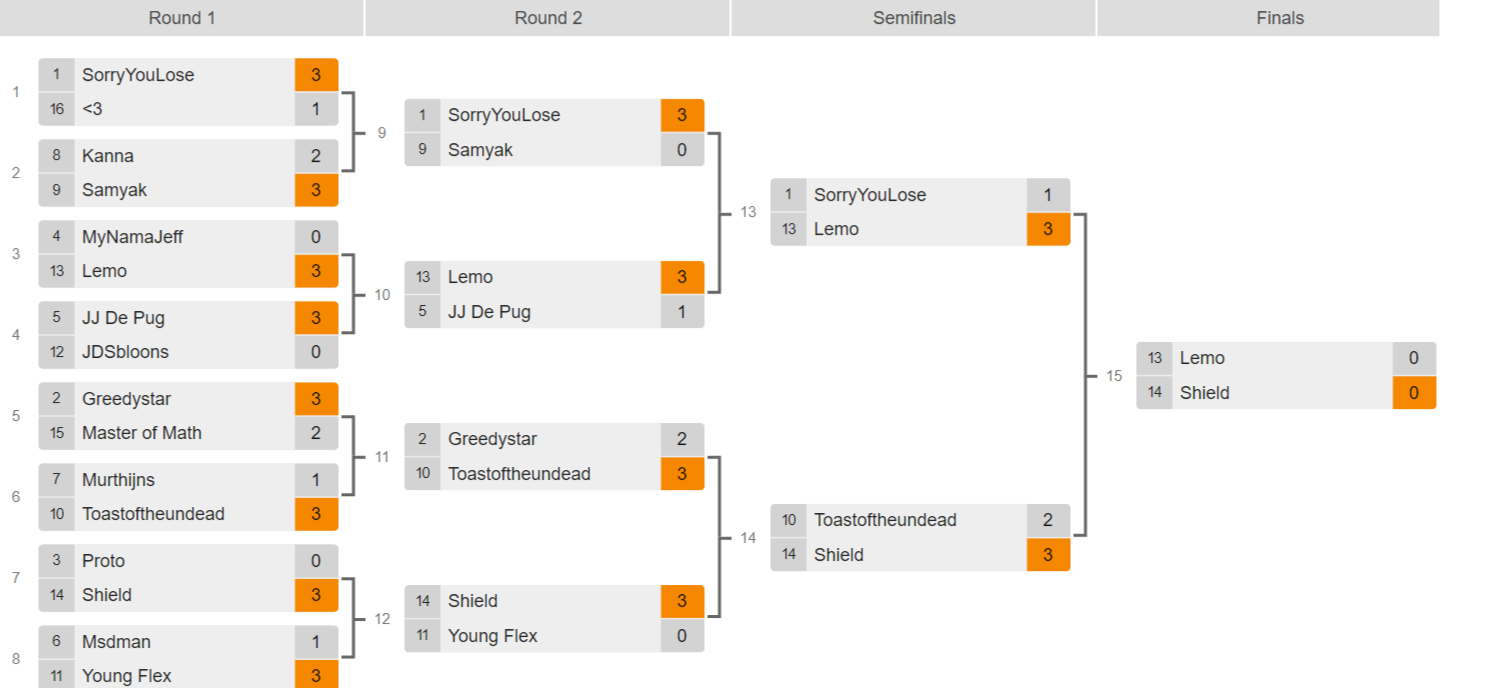 Round 1 Round 2 Semifinals Finals
1
1 SorryYouLose 3
16 <3 1
2
8 Kanna 2
9 Samyak 3
3
4 MyNamaJeff 0
13 Lemo 3
4
5 JJ De Pug 3
12 JDSbloons 0
5
2 Greedystar 3
15 Master of Math 2
6
7 Murthijns 1
10 Toastoftheundead 3
7
3 Proto 0
14 Shield 3
8
6 Msdman 1
11 Young Flex 3
9
1 SorryYouLose 3
9 Samyak 0
10
13 Lemo 3
5 JJ De Pug 1
11
2 Greedystar 2
10 Toastoftheundead 3
12
14 Shield 3
11 Young Flex 0
13
1 SorryYouLose 1
13 Lemo 3
14
10 Toastoftheundead 2
14 Shield 3
15
13 Lemo 0
14 Shield 0